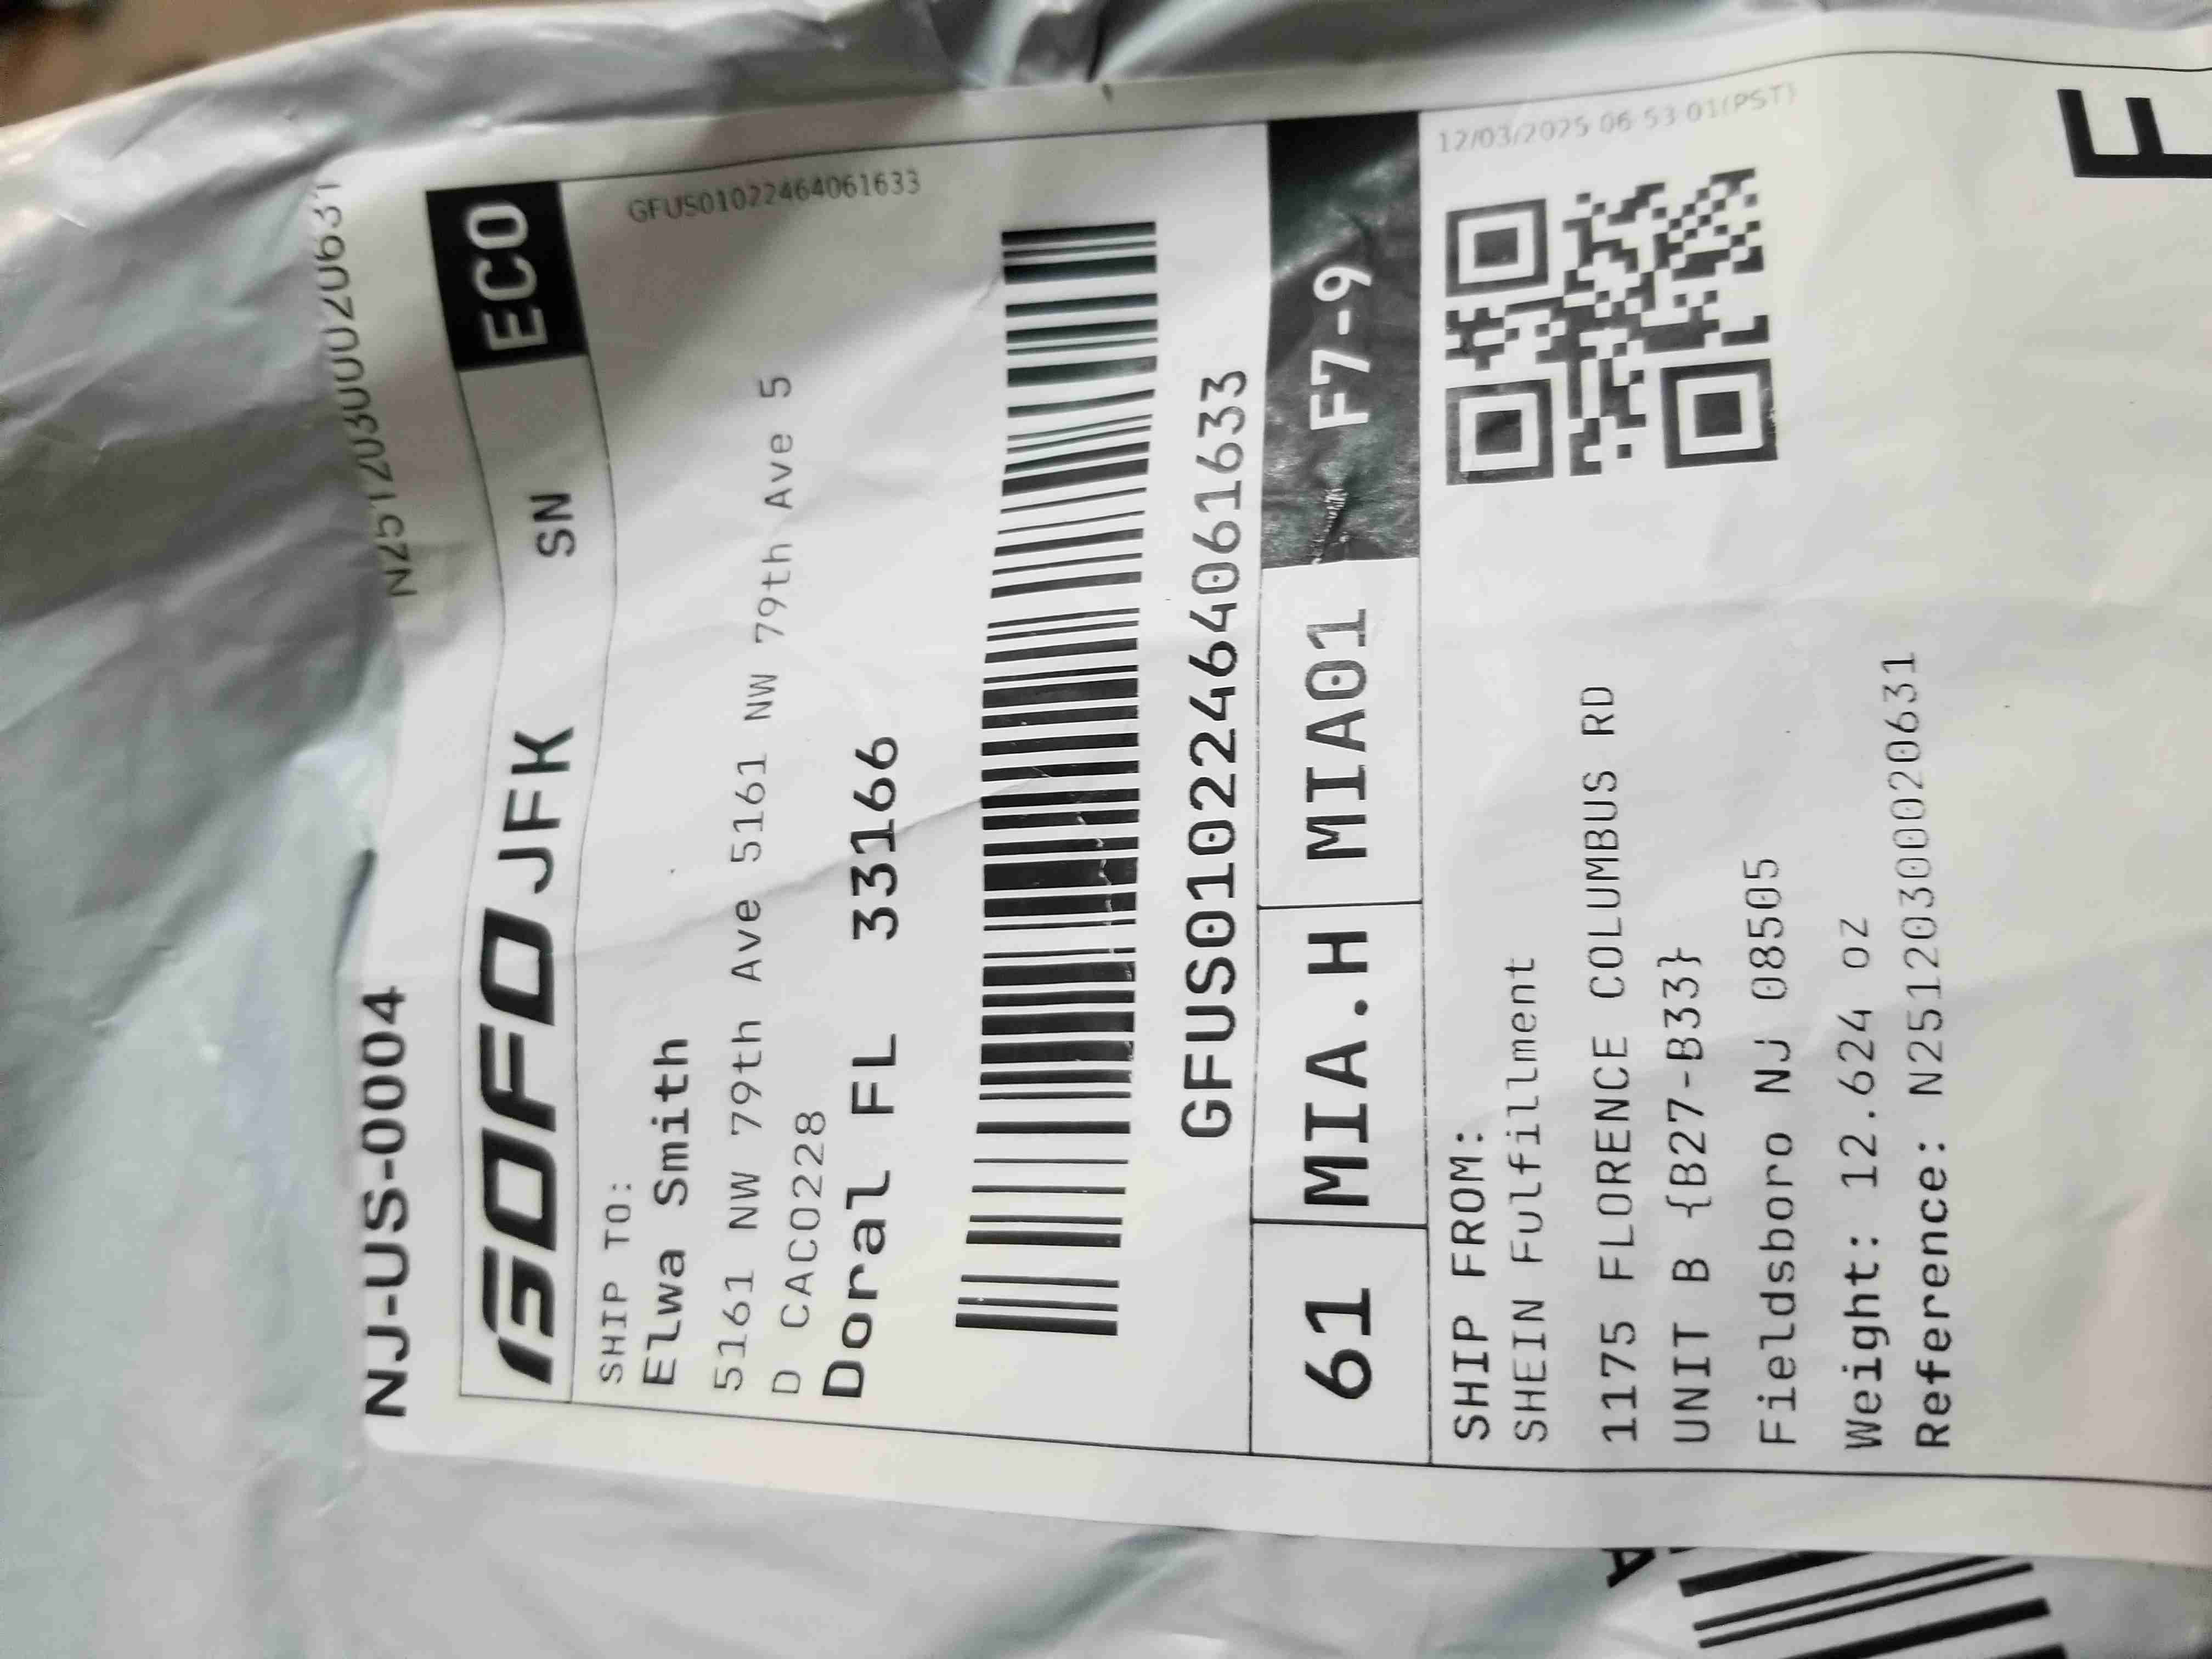 NJ-US-0004 N25120300020631
GOFO JFK SN ECO
SHIP TO:
GFUS01022464061633
Elwa Smith
5161 NW 79th Ave 5161 NW 79th Ave 5
D CAC0228
Doral FL 33166
GFUS01022464061633
61 MIA.H MIA01 F7-9
SHIP FROM:
12/03/2025 06 53 01(PST)
SHEIN Fulfillment
1175 FLORENCE COLUMBUS RD
UNIT B {B27-B33}
Fieldsboro NJ 08505
Weight: 12.624 oz
Reference: N25120300020631